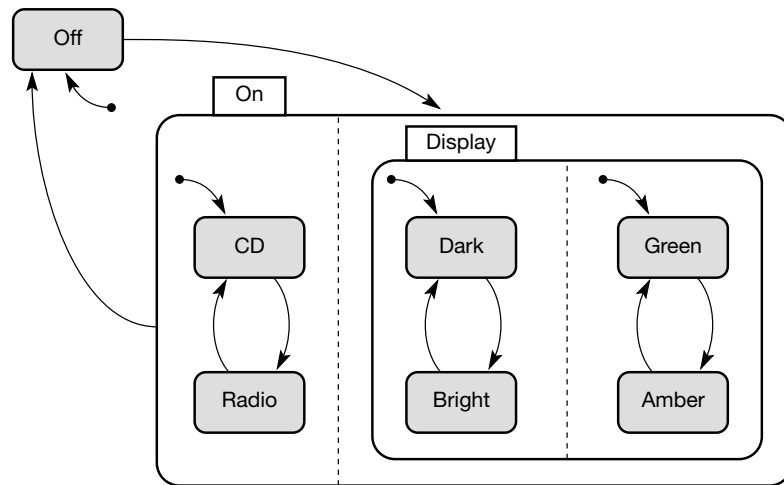 Off
On
Display
CD
Dark
Green
Radio
Bright
Amber